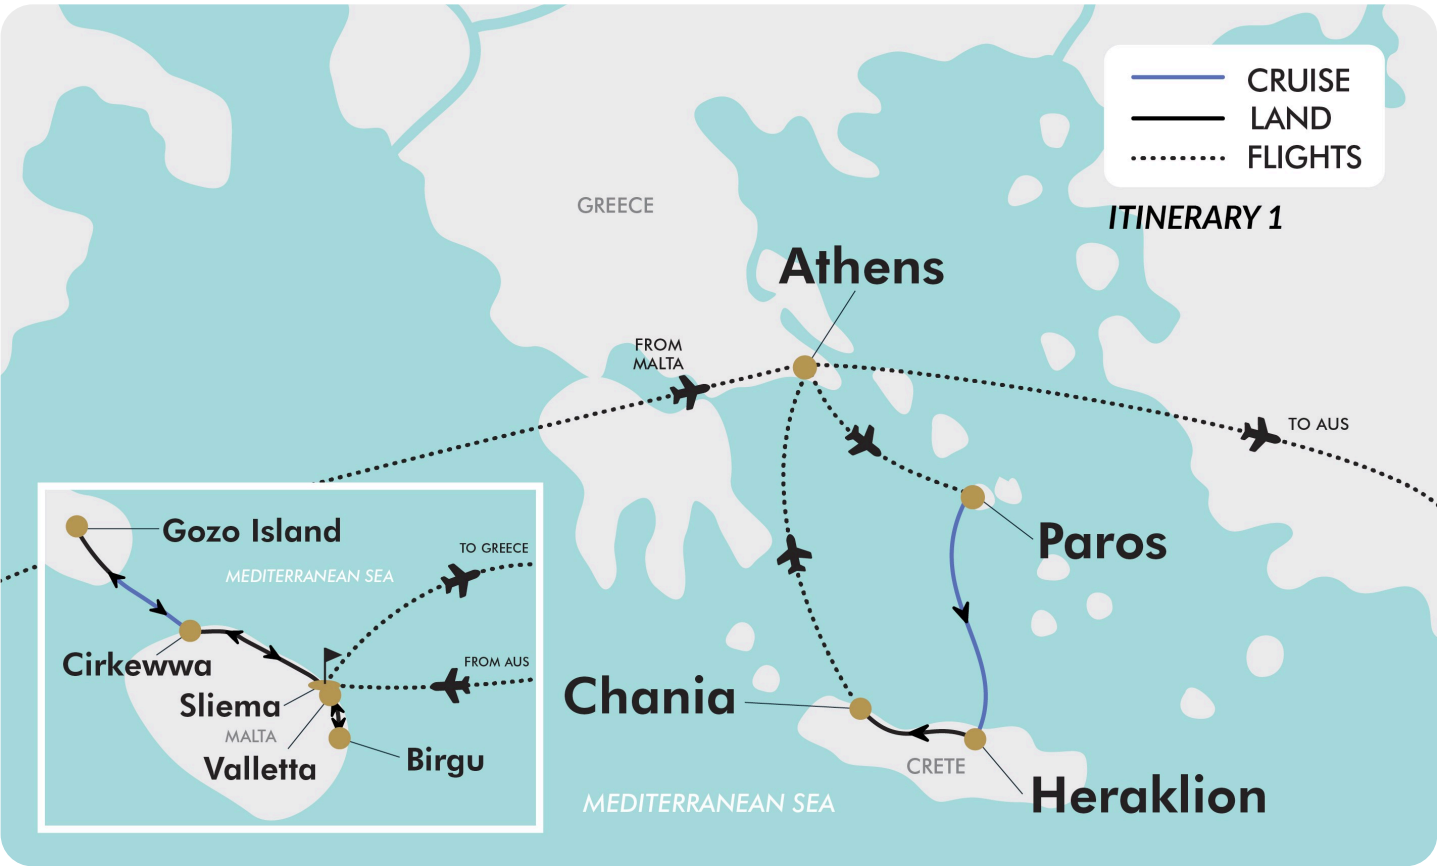 CRUISE
LAND
FLIGHTS
ITINERARY 1
GREECE
Athens
FROM
MALTA
TO AUS
Paros
Chania
CRETE
Heraklion
MEDITERRANEAN SEA
Gozo Island
TO GREECE
MEDITERRANEAN SEA
Cirkewwa
FROM AUS
Sliema
MALTA
Valletta
Birgu